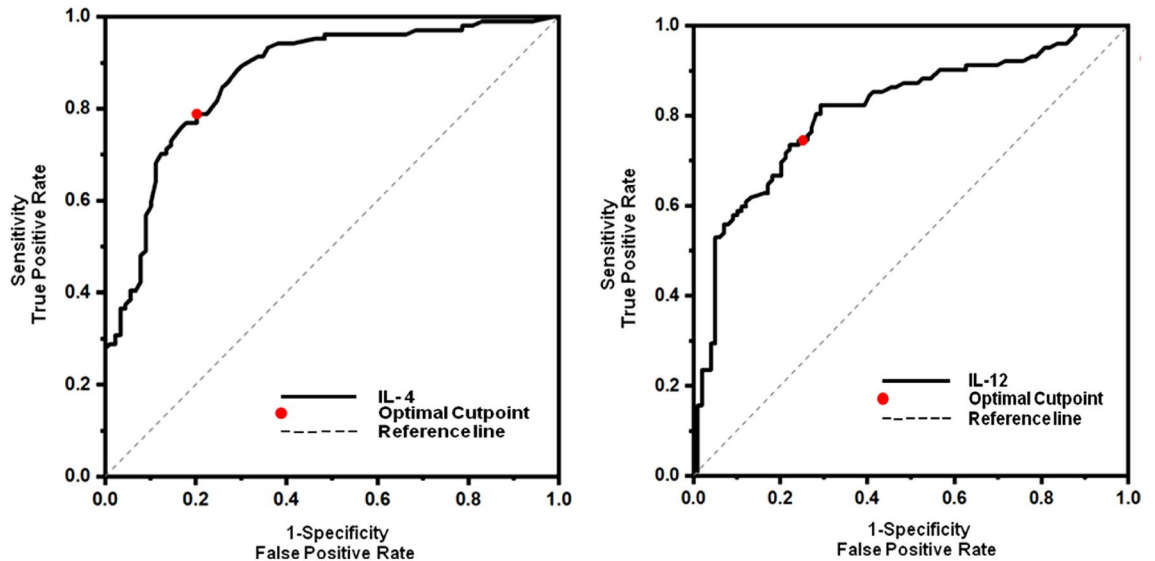 1.0
0.8
0.6
0.4
0.2
0.0
0.0 0.2 0.4 0.6 0.8 1.0
Sensitivity
True Positive Rate
1-Specificity
False Positive Rate
IL-4
Optimal Cutpoint
Reference line
1.0
0.8
0.6
0.4
0.2
0.0
0.0 0.2 0.4 0.6 0.8 1.0
Sensitivity
True Positive Rate
1-Specificity
False Positive Rate
IL-12
Optimal Cutpoint
Reference line